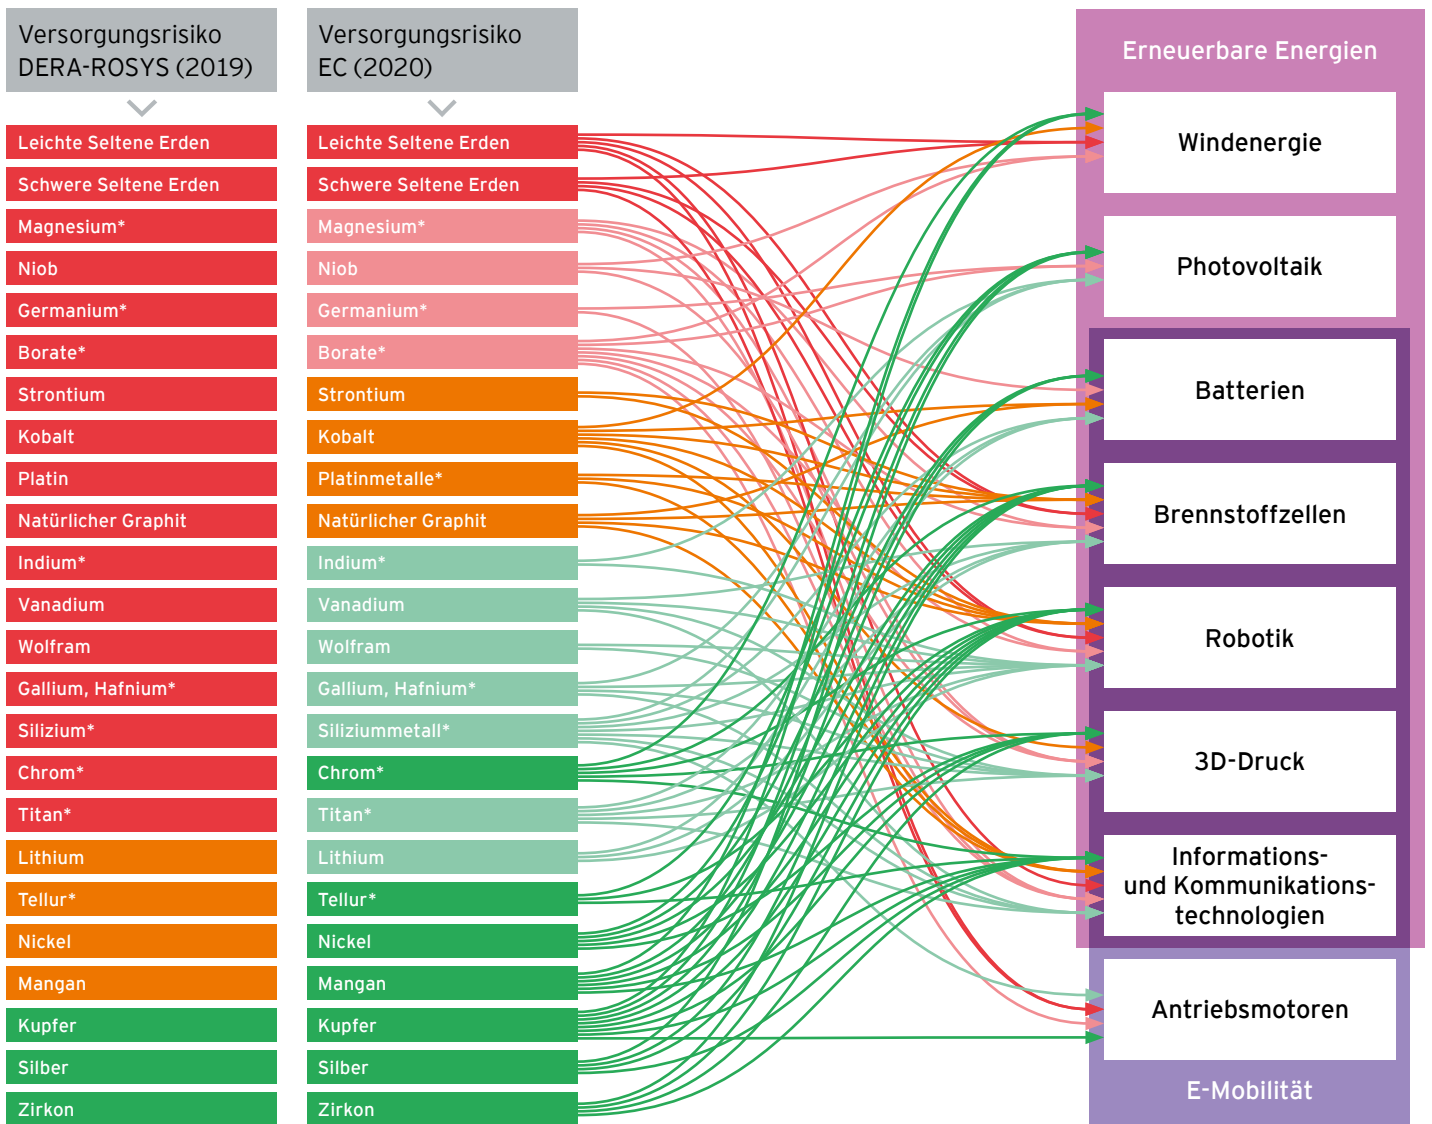 Versorgungsrisiko
DERA-ROSYS (2019)
Leichte Seltene Erden
Schwere Seltene Erden
Magnesium*
Niob
Germanium*
Borate*
Strontium
Kobalt
Platin
Natürlicher Graphit
Indium*
Vanadium
Wolfram
Gallium, Hafnium*
Silizium*
Chrom*
Titan*
Lithium
Tellur*
Nickel
Mangan
Kupfer
Silber
Zirkon
Versorgungsrisiko
EC (2020)
Leichte Seltene Erden
Schwere Seltene Erden
Magnesium*
Niob
Germanium*
Borate*
Strontium
Kobalt
Platinmetalle*
Natürlicher Graphit
Indium*
Vanadium
Wolfram
Gallium, Hafnium*
Siliziummetall*
Chrom*
Titan*
Lithium
Tellur*
Nickel
Mangan
Kupfer
Silber
Zirkon
Erneuerbare Energien
Windenergie
Photovoltaik
Batterien
Brennstoffzellen
Robotik
3D-Druck
Informations-
und Kommunikations-
technologien
Antriebsmotoren
E-Mobilität